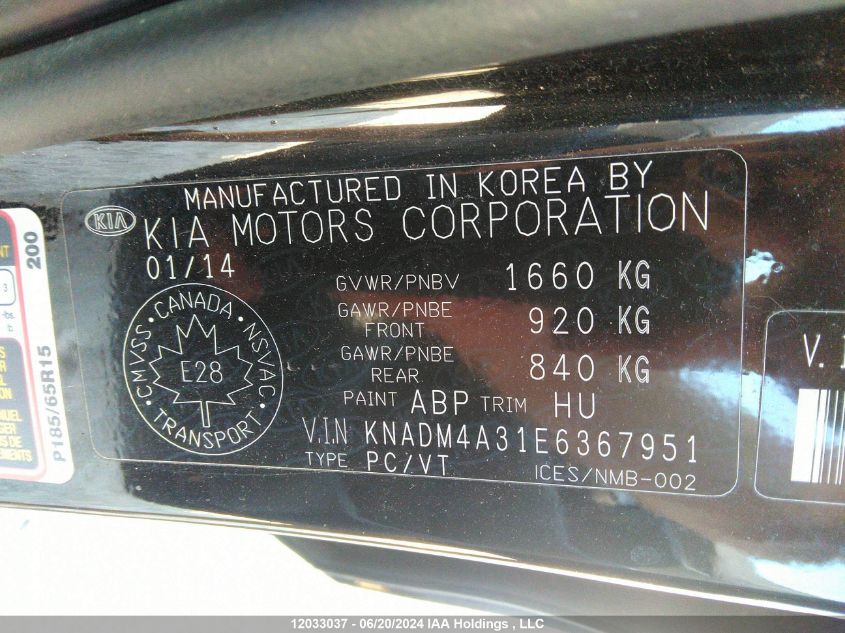 MANUFACTURED IN KOREA BY
KIA
KIA MOTORS CORPORATION
01/14
GVWR/PNBV 1660 KG
GAWR/PNBE FRONT 920 KG
GAWR/PNBE REAR 840 KG
PAINT ABP TRIM HU
V.I.N KNADM4A31E6367951
TYPE PC/VT
ICES/NMB-002
CANADA
CMVSS
NSVAC
E28
TRANSPORT
200
P185/65R15
3
V.
12033037 - 06/20/2024 IAA Holdings, LLC